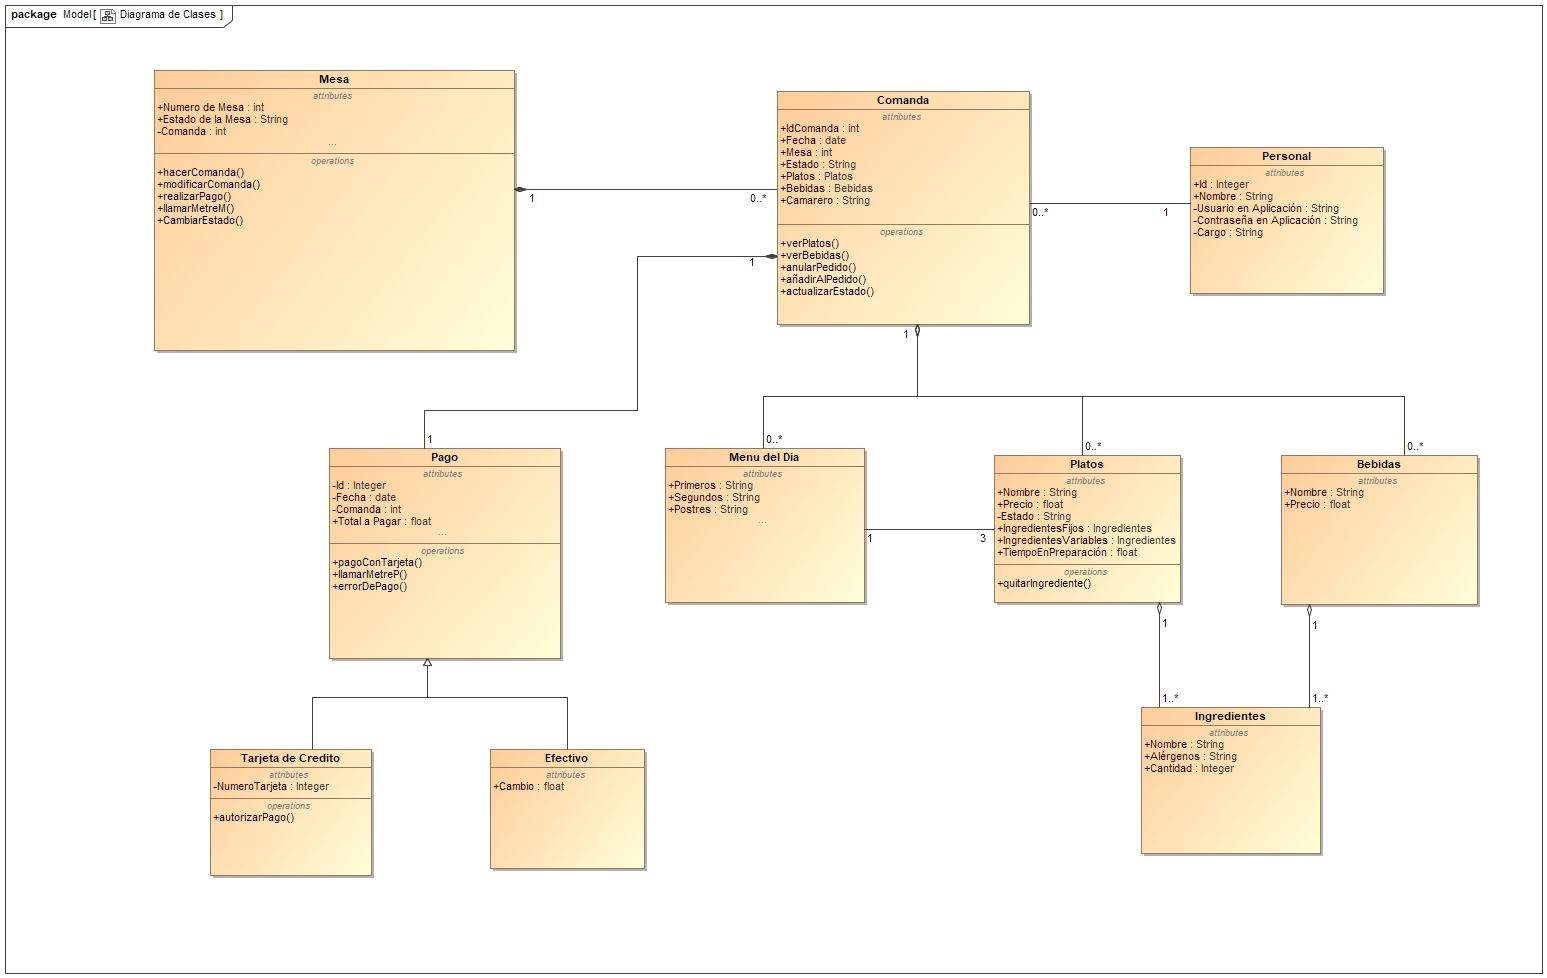 package Model[ Diagrama de Clases ]
Mesa
attributes
+Numero de Mesa : int
+Estado de la Mesa : String
-Comanda : int
...
operations
+hacerComanda()
+modificarComanda()
+realizarPago()
+llamarMetreM()
+CambiarEstado()
1
0..*
Comanda
attributes
+IdComanda : int
+Fecha : date
+Mesa : int
+Estado : String
+Platos : Platos
+Bebidas : Bebidas
+Camarero : String
operations
+verPlatos()
+verBebidas()
+anularPedido()
+añadirAlPedido()
+actualizarEstado()
0..*
1
Personal
attributes
+Id : Integer
+Nombre : String
-Usuario en Aplicación : String
-Contraseña en Aplicación : String
-Cargo : String
1
1
1
0..*
0..*
0..*
Pago
attributes
-Id : Integer
-Fecha : date
-Comanda : int
+Total a Pagar : float
...
operations
+pagoConTarjeta()
+llamarMetreP()
+errorDePago()
Menu del Dia
attributes
+Primeros : String
+Segundos : String
+Postres : String
...
1
3
Platos
attributes
+Nombre : String
+Precio : float
-Estado : String
+IngredientesFijos : Ingredientes
+IngredientesVariables : Ingredientes
+TiempoEnPreparación : float
operations
+quitarIngrediente()
Bebidas
attributes
+Nombre : String
+Precio : float
1
1
1..*
1..*
Tarjeta de Credito
attributes
-NumeroTarjeta : Integer
operations
+autorizarPago()
Efectivo
attributes
+Cambio : float
Ingredientes
attributes
+Nombre : String
+Alérgenos : String
+Cantidad : Integer